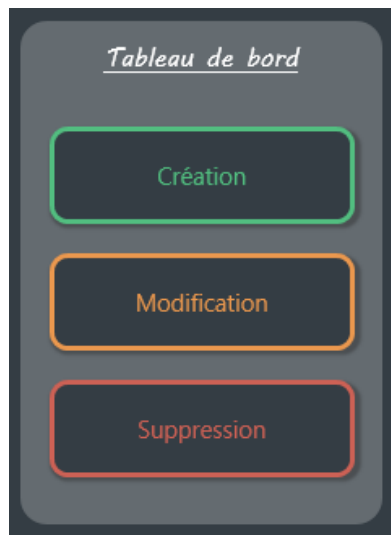 Tableau de bord
Création
Modification
Suppression